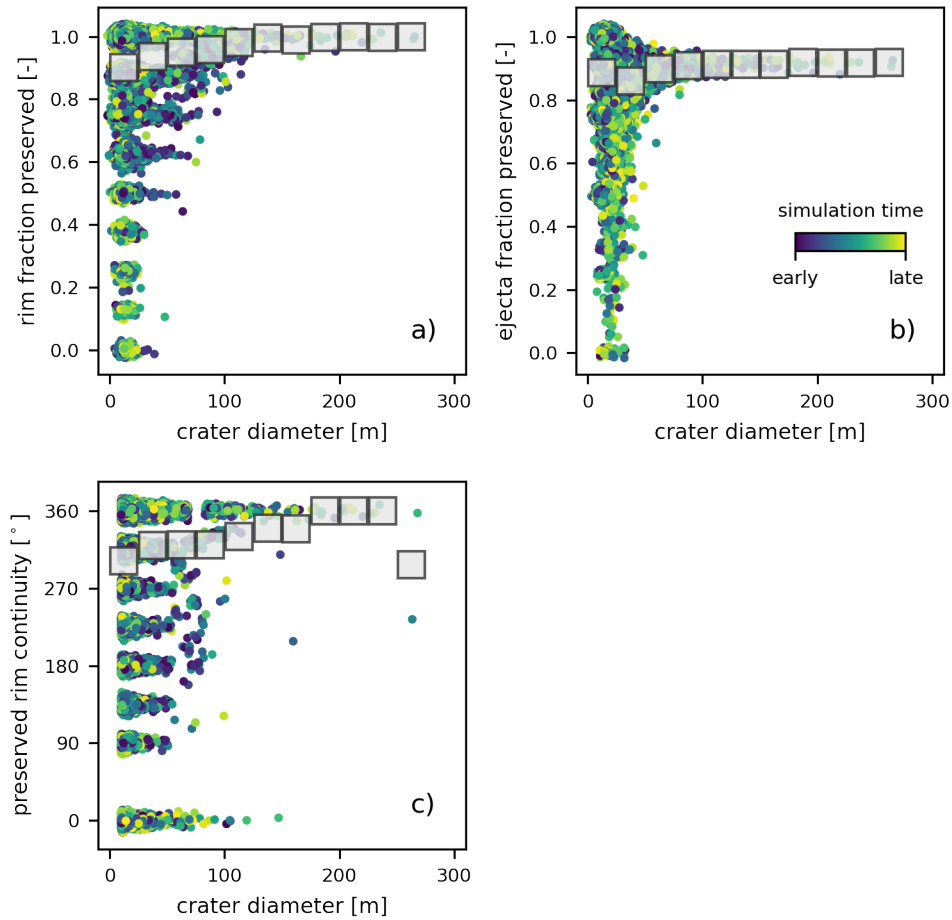 rim fraction preserved [-]
1.0
0.8
0.6
0.4
0.2
0.0
0 100 200 300
crater diameter [m]
a)
ejecta fraction preserved [-]
1.0
0.8
0.6
0.4
0.2
0.0
simulation time
early late
b)
0 100 200 300
crater diameter [m]
preserved rim continuity [°]
360
270
180
90
0
c)
0 100 200 300
crater diameter [m]